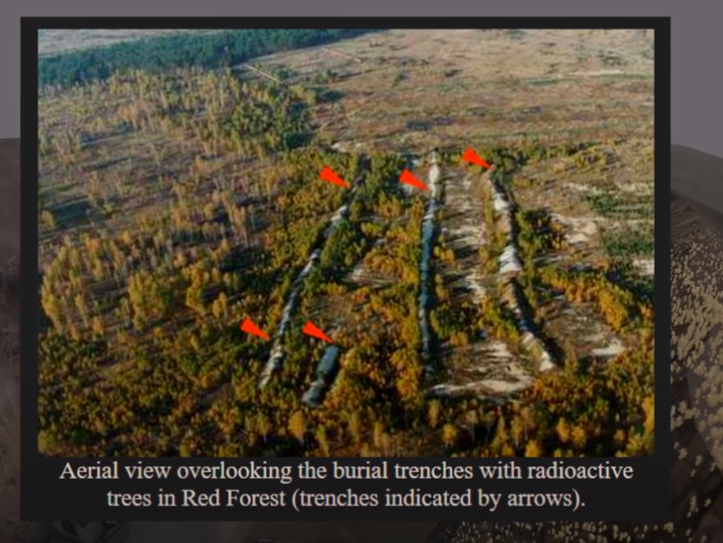 Aerial view overlooking the burial trenches with radioactive
trees in Red Forest (trenches indicated by arrows).